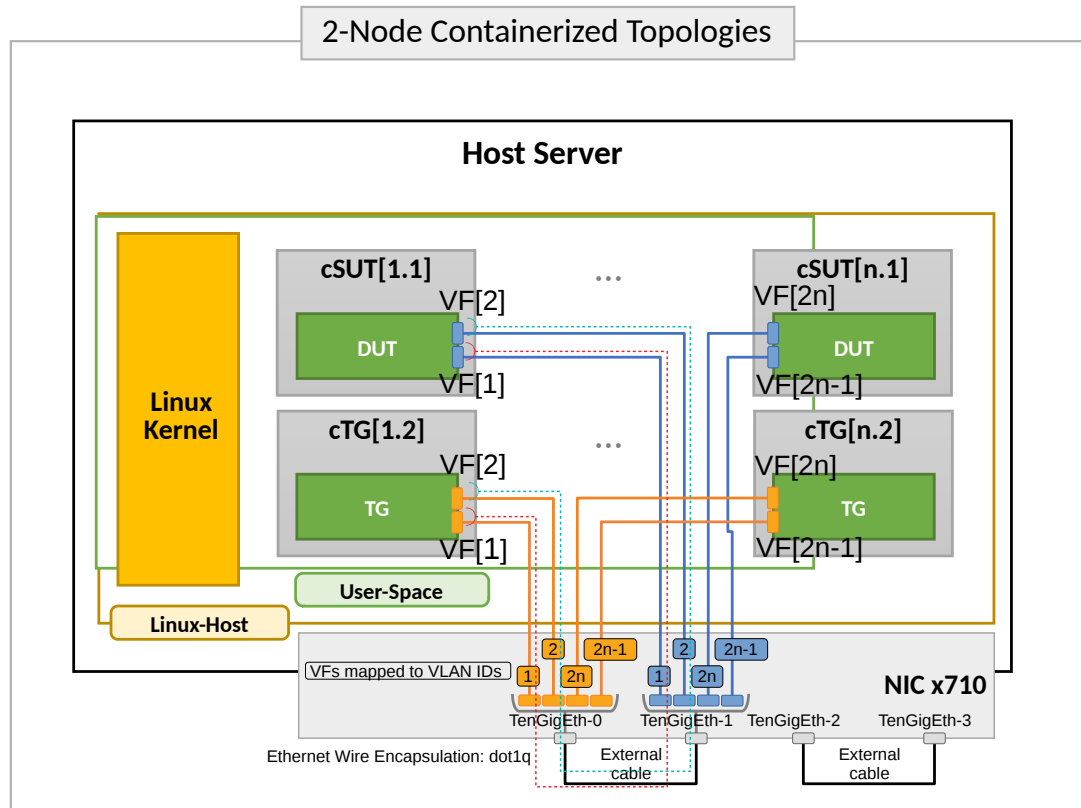 2-Node Containerized Topologies
Host Server
Linux
Kernel
cSUT[1.1]
VF[2]
DUT
VF[1]
...
cSUT[n.1]
VF[2n]
DUT
VF[2n-1]
cTG[1.2]
VF[2]
TG
VF[1]
...
cTG[n.2]
VF[2n]
TG
VF[2n-1]
User-Space
Linux-Host
VFs mapped to VLAN IDs
1
2
2n
2n-1
1
2
2n
2n-1
NIC x710
TenGigEth-0
TenGigEth-1
TenGigEth-2
TenGigEth-3
Ethernet Wire Encapsulation: dot1q
External
cable
External
cable